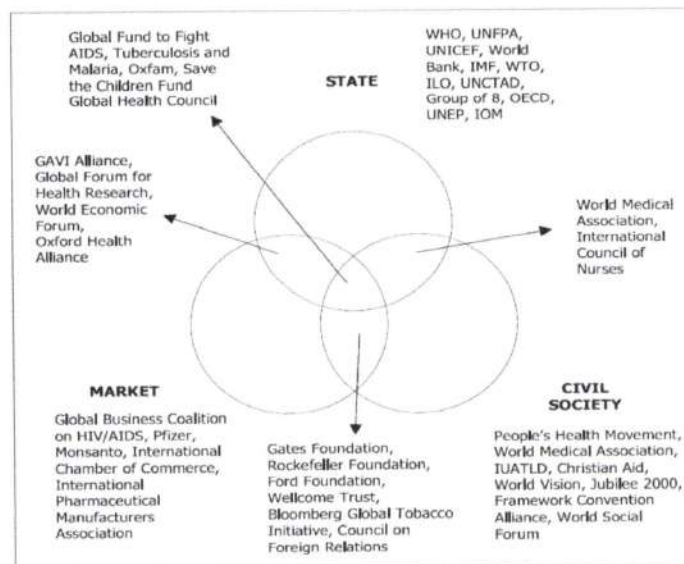 Global Fund to Fight
AIDS, Tuberculosis and
Malaria, Oxfam, Save
the Children Fund
Global Health Council
STATE
WHO, UNFPA,
UNICEF, World
Bank, IMF, WTO,
ILO, UNCTAD,
Group of 8, OECD,
UNEP, IOM
GAVI Alliance,
Global Forum for
Health Research,
World Economic
Forum,
Oxford Health
Alliance
World Medical
Association,
International
Council of
Nurses
MARKET
Global Business Coalition
on HIV/AIDS, Pfizer,
Monsanto, International
Chamber of Commerce,
International
Pharmaceutical
Manufacturers
Association
Gates Foundation,
Rockefeller Foundation,
Ford Foundation,
Wellcome Trust,
Bloomberg Global Tobacco
Initiative, Council on
Foreign Relations
CIVIL
SOCIETY
People's Health Movement,
World Medical Association,
IUATLD, Christian Aid,
World Vision, Jubilee 2000,
Framework Convention
Alliance, World Social
Forum